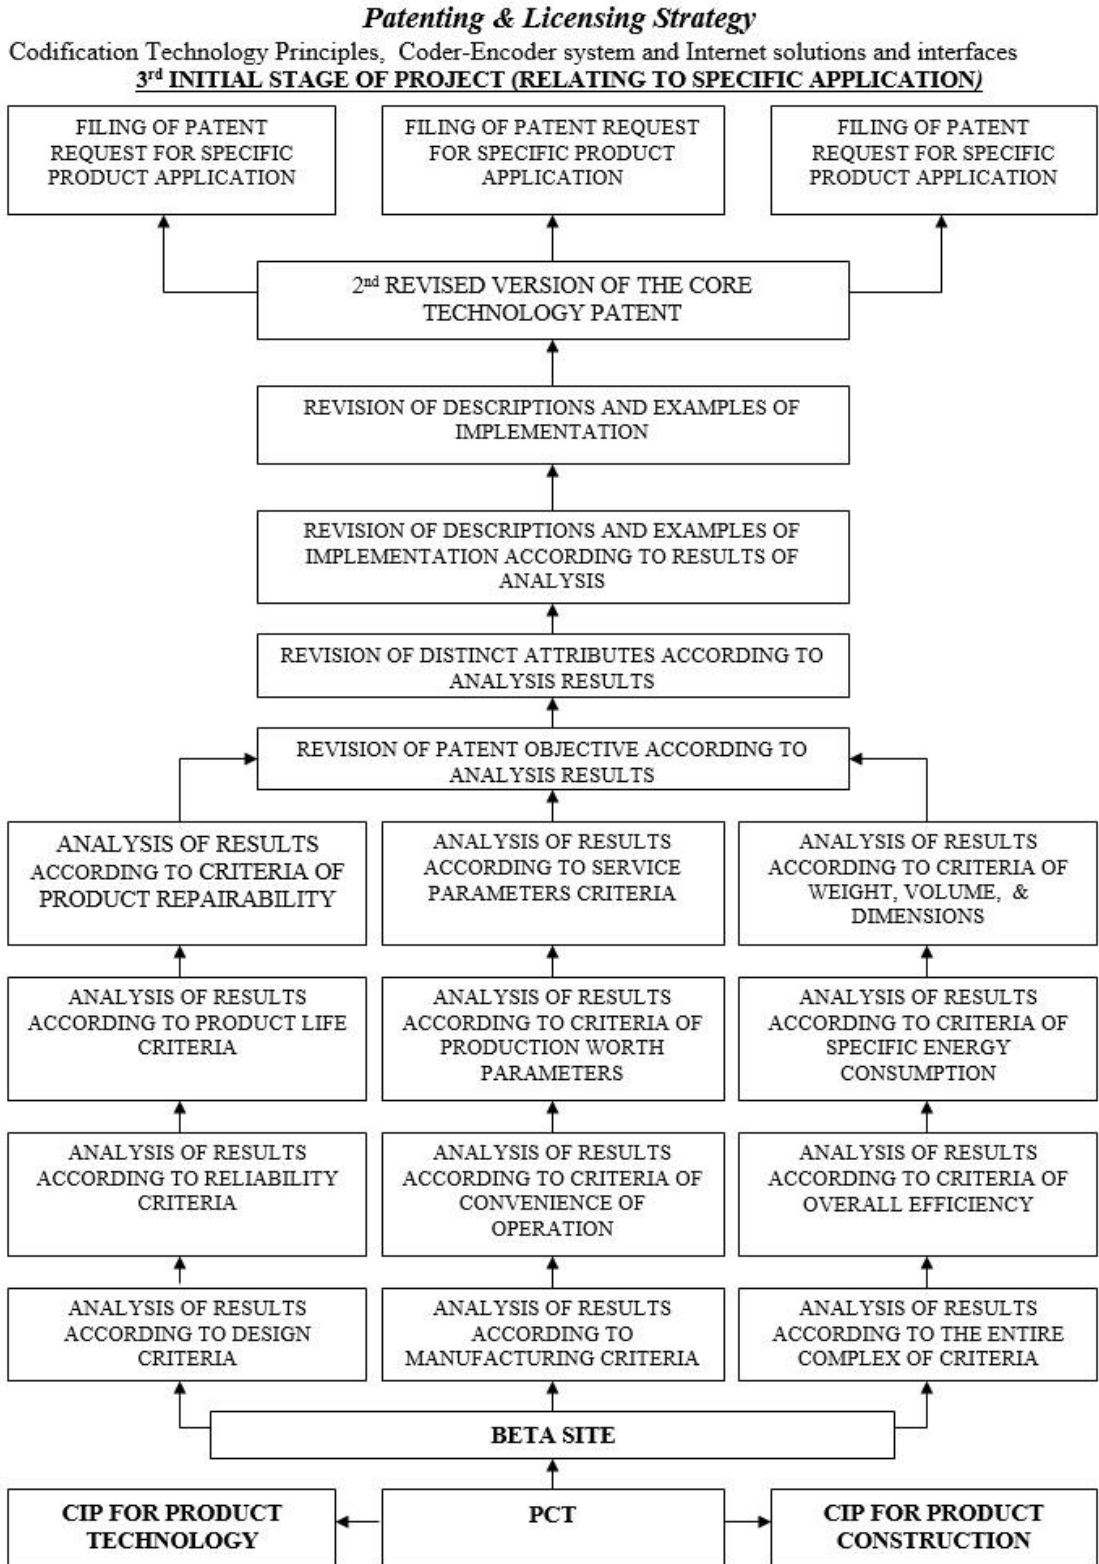 Patenting & Licensing Strategy
Codification Technology Principles, Coder-Encoder system and Internet solutions and interfaces
3rd INITIAL STAGE OF PROJECT (RELATING TO SPECIFIC APPLICATION)
FILING OF PATENT
REQUEST FOR SPECIFIC
PRODUCT APPLICATION
FILING OF PATENT REQUEST
FOR SPECIFIC PRODUCT
APPLICATION
FILING OF PATENT
REQUEST FOR SPECIFIC
PRODUCT APPLICATION
2nd REVISED VERSION OF THE CORE
TECHNOLOGY PATENT
REVISION OF DESCRIPTIONS AND EXAMPLES OF
IMPLEMENTATION
REVISION OF DESCRIPTIONS AND EXAMPLES OF
IMPLEMENTATION ACCORDING TO RESULTS OF
ANALYSIS
REVISION OF DISTINCT ATTRIBUTES ACCORDING TO
ANALYSIS RESULTS
REVISION OF PATENT OBJECTIVE ACCORDING TO
ANALYSIS RESULTS
ANALYSIS OF RESULTS
ACCORDING TO CRITERIA OF
PRODUCT REPAIRABILITY
ANALYSIS OF RESULTS
ACCORDING TO SERVICE
PARAMETERS CRITERIA
ANALYSIS OF RESULTS
ACCORDING TO CRITERIA OF
WEIGHT, VOLUME, &
DIMENSIONS
ANALYSIS OF RESULTS
ACCORDING TO PRODUCT LIFE
CRITERIA
ANALYSIS OF RESULTS
ACCORDING TO CRITERIA OF
PRODUCTION WORTH
PARAMETERS
ANALYSIS OF RESULTS
ACCORDING TO CRITERIA OF
SPECIFIC ENERGY
CONSUMPTION
ANALYSIS OF RESULTS
ACCORDING TO RELIABILITY
CRITERIA
ANALYSIS OF RESULTS
ACCORDING TO CRITERIA OF
CONVENIENCE OF
OPERATION
ANALYSIS OF RESULTS
ACCORDING TO CRITERIA OF
OVERALL EFFICIENCY
ANALYSIS OF RESULTS
ACCORDING TO DESIGN
CRITERIA
ANALYSIS OF RESULTS
ACCORDING TO
MANUFACTURING CRITERIA
ANALYSIS OF RESULTS
ACCORDING TO THE ENTIRE
COMPLEX OF CRITERIA
BETA SITE
CIP FOR PRODUCT
TECHNOLOGY
PCT
CIP FOR PRODUCT
CONSTRUCTION